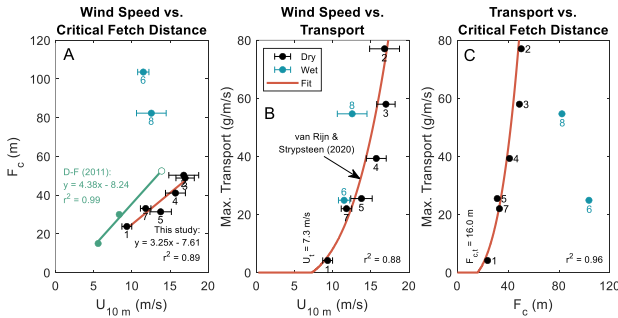 Wind Speed vs.
Critical Fetch Distance
120
100
80
60
40
20
0
F_c (m)
A
6
8
D-F (2011):
y = 4.38x - 8.24
r² = 0.99
2
3
4
7
5
1
This study:
y = 3.25x - 7.61
r² = 0.89
0 5 10 15 20
U_10 m (m/s)
Wind Speed vs.
Transport
80
60
40
20
0
Max. Transport (g/m/s)
Dry
Wet
Fit
B
2
3
8
van Rijn &
Strypsteen (2020)
4
6
5
7
1
U_t = 7.3 m/s
r² = 0.88
0 5 10 15 20
U_10 m (m/s)
Transport vs.
Critical Fetch Distance
80
60
40
20
0
Max. Transport (g/m/s)
C
2
3
8
4
5
7
6
1
F_c,t = 16.0 m
r² = 0.96
0 40 80 120
F_c (m)